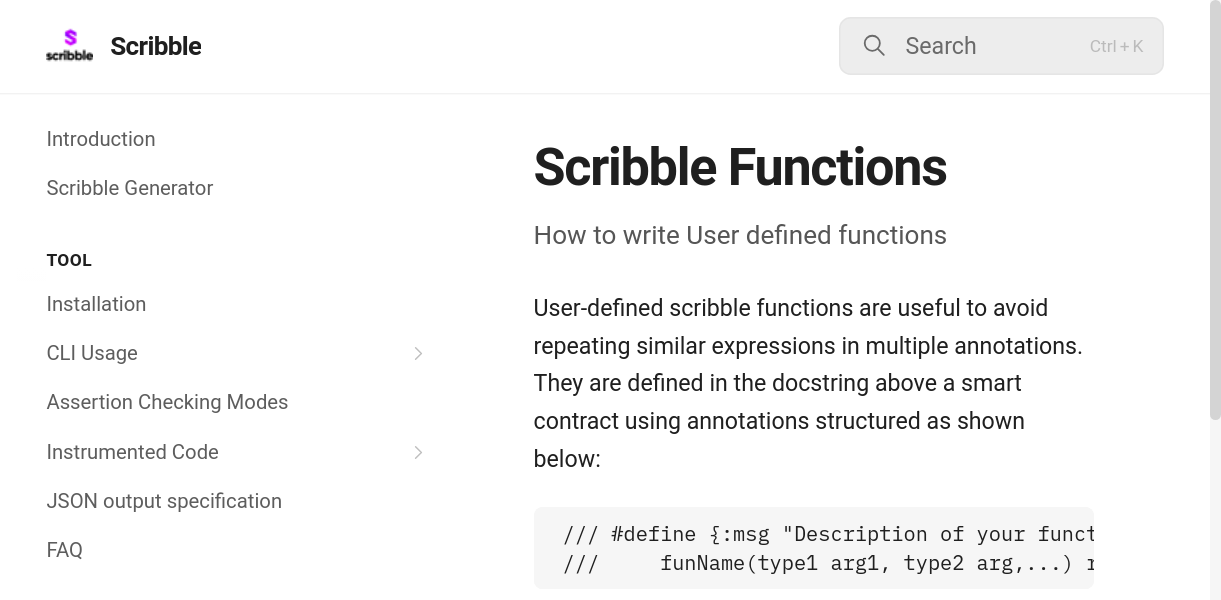 scribble
Scribble
Search
Ctrl + K
Introduction
Scribble Generator
TOOL
Installation
CLI Usage
Assertion Checking Modes
Instrumented Code
JSON output specification
FAQ
Scribble Functions
How to write User defined functions
User-defined scribble functions are useful to avoid
repeating similar expressions in multiple annotations.
They are defined in the docstring above a smart
contract using annotations structured as shown
below:
/// #define {:msg "Description of your funct
///     funName(type1 arg1, type2 arg,...) r